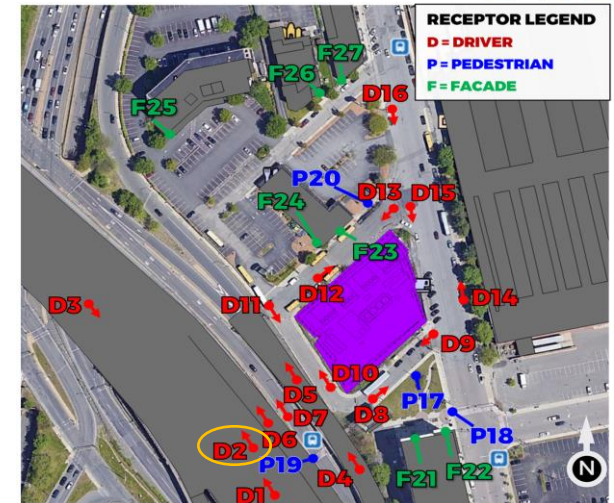 RECEPTOR LEGEND
D = DRIVER
P = PEDESTRIAN
F = FACADE
F27
F26
F25
D16
P20
D13
D15
F24
F23
D12
D3
D11
D14
D9
D10
D5
D8
P17
D7
D6
P18
D2
P19
D4
F21
F22
D1
N